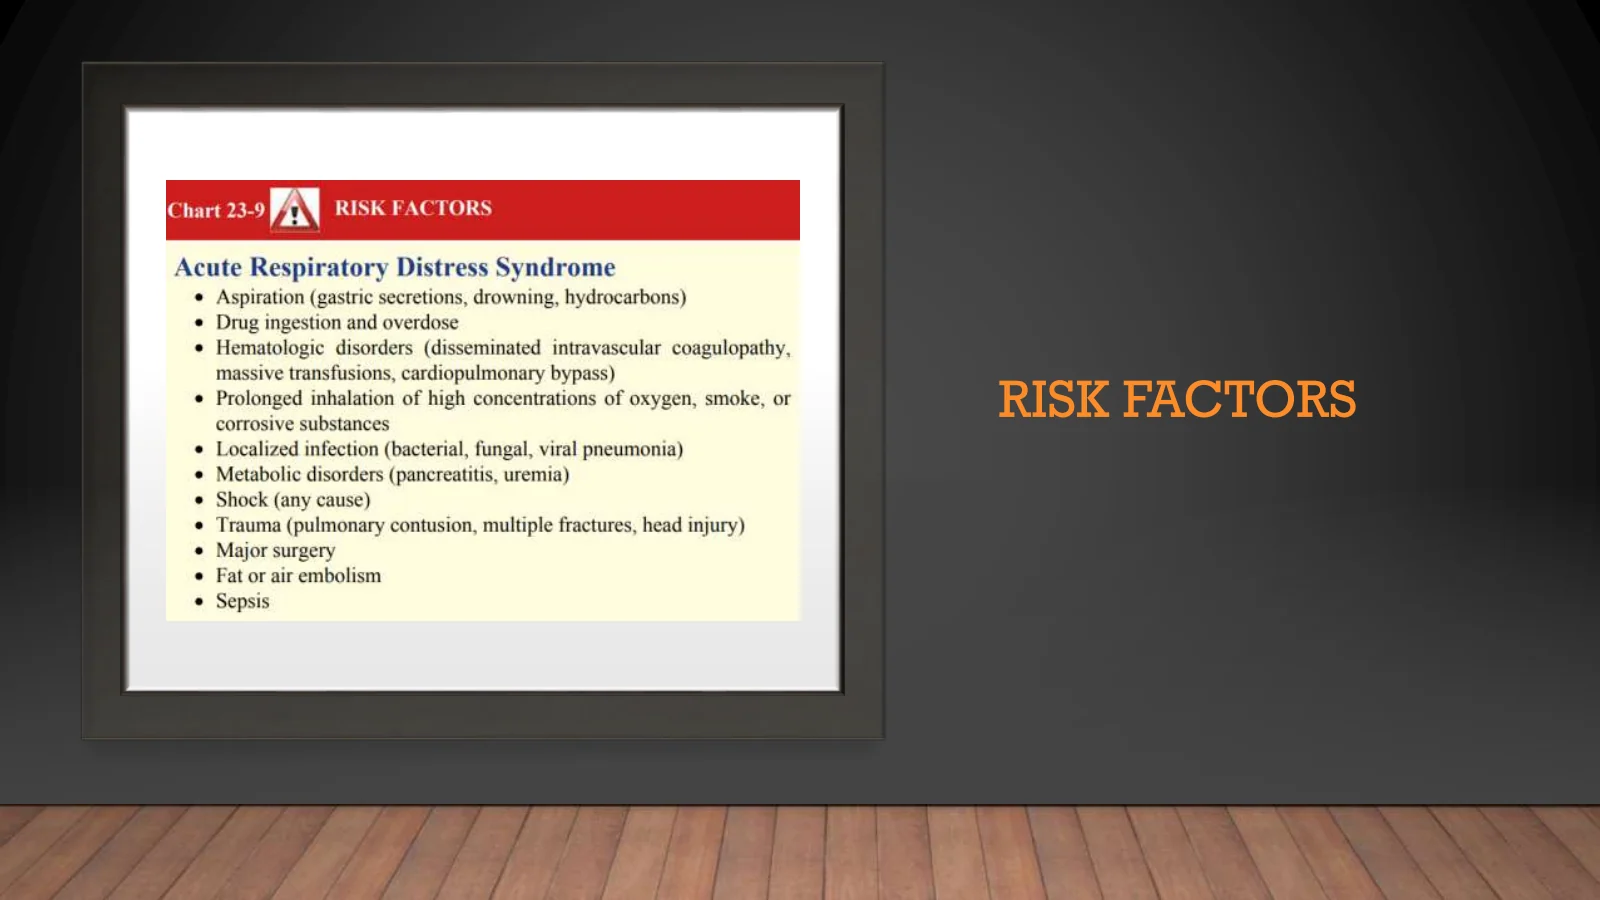 Chart 23-9 RISK FACTORS
Acute Respiratory Distress Syndrome
• Aspiration (gastric secretions, drowning, hydrocarbons)
• Drug ingestion and overdose
• Hematologic disorders (disseminated intravascular coagulopathy,
massive transfusions, cardiopulmonary bypass)
• Prolonged inhalation of high concentrations of oxygen, smoke, or
corrosive substances
• Localized infection (bacterial, fungal, viral pneumonia)
• Metabolic disorders (pancreatitis, uremia)
• Shock (any cause)
• Trauma (pulmonary contusion, multiple fractures, head injury)
• Major surgery
• Fat or air embolism
• Sepsis
RISK FACTORS